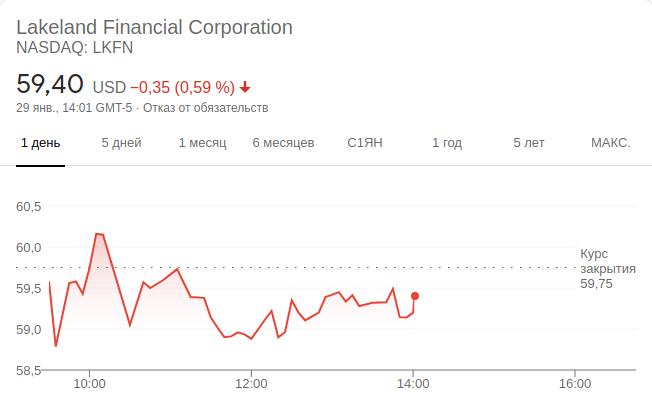 Lakeland Financial Corporation
NASDAQ: LKFN
59,40 USD −0,35 (0,59 %)
29 янв., 14:01 GMT-5 · Отказ от обязательств
1 день 5 дней 1 месяц 6 месяцев С1ЯН 1 год 5 лет МАКС.
60,5
60,0
59,5
59,0
58,5
Курс
закрытия
59,75
10:00 12:00 14:00 16:00